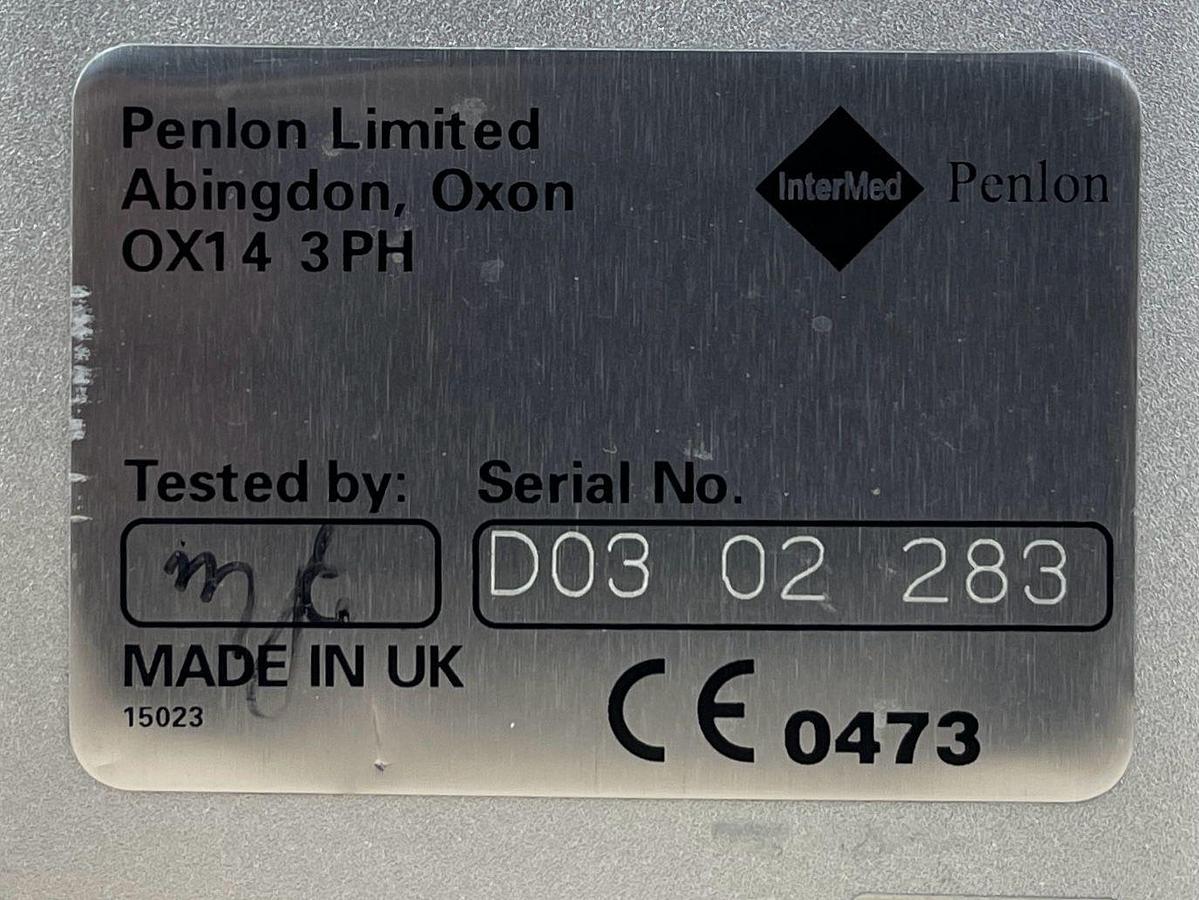 Penlon Limited
Abingdon, Oxon
OX14 3PH
InterMed Penlon
Tested by: Serial No.
D03 02 283
MADE IN UK
15023
CE 0473